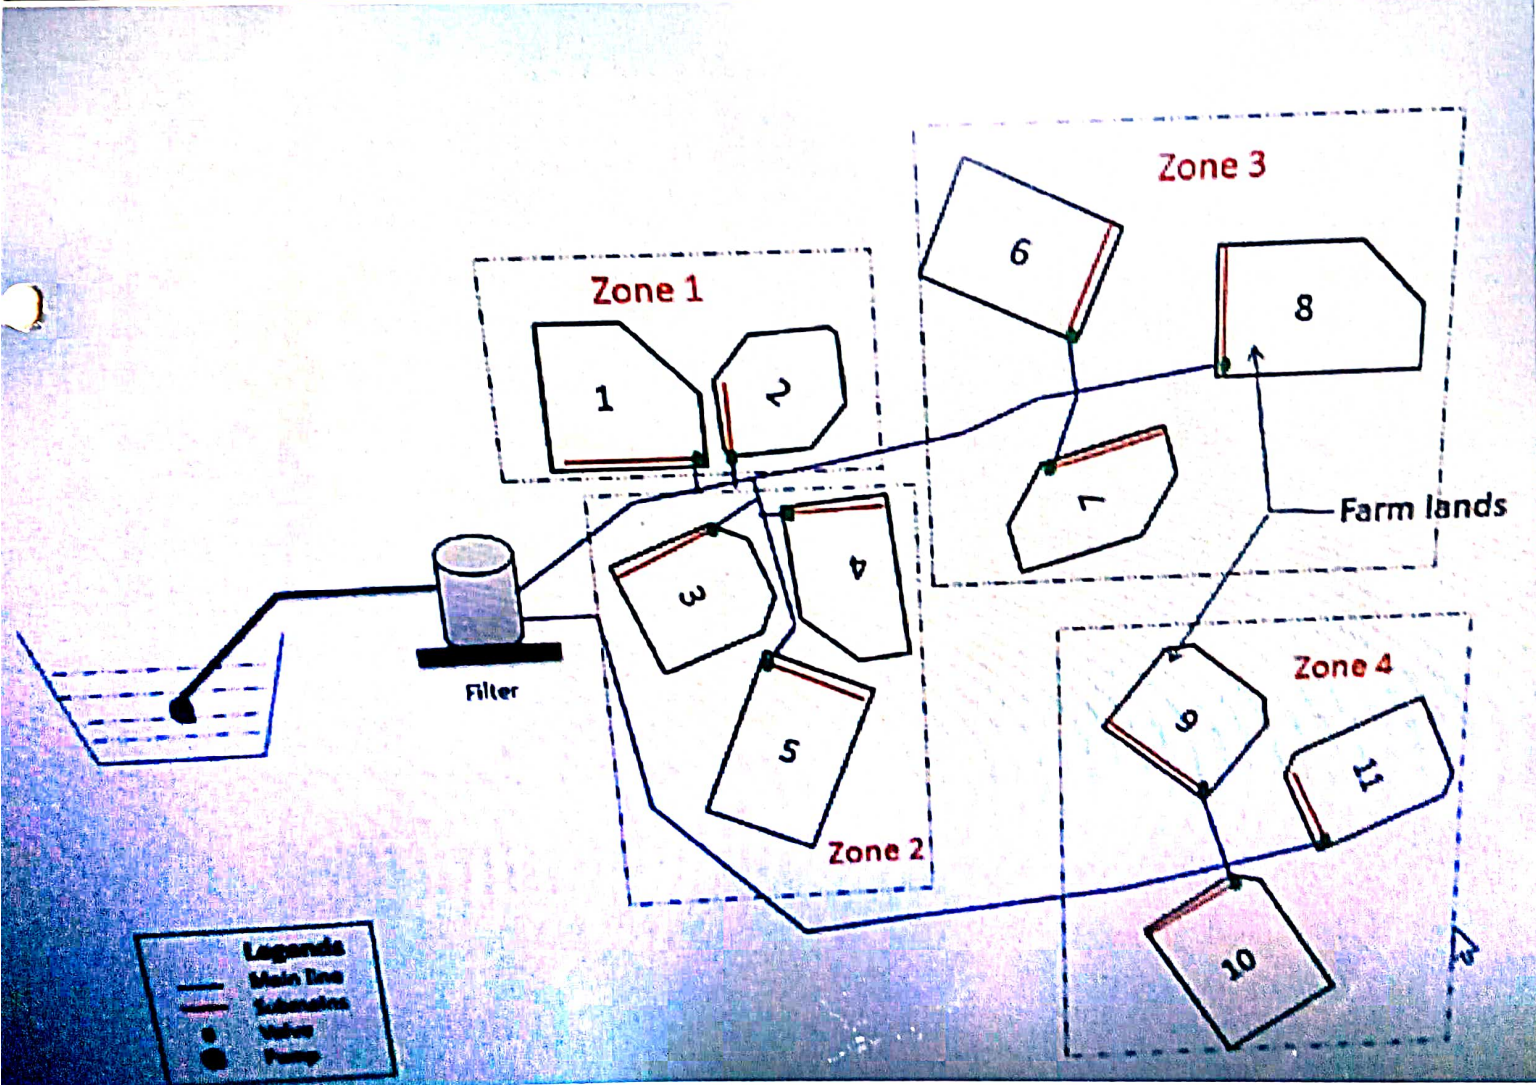 Zone 3
6
8
Zone 1
1
2
7
Farm lands
3
4
Filter
Zone 4
9
11
5
Zone 2
10
Legends
Main line
Submains
Valve
Pump